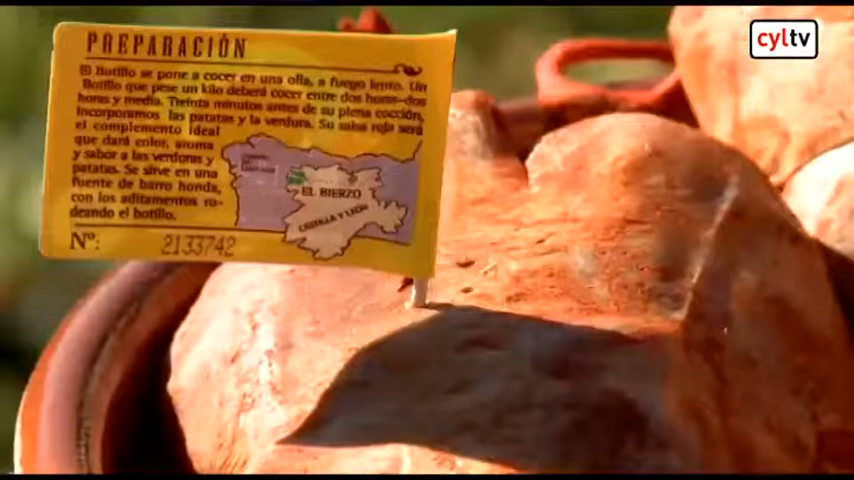 cyltv
PREPARACIÓN
El Botillo se pone a cocer en una olla, a fuego lento. Un
Botillo que pese un kilo deberá cocer entre dos horas-dos
horas y media. Treinta minutos antes de su plena cocción,
incorporamos las patatas y la verdura. Su salsa roja será
el complemento ideal
que dará color, aroma
y sabor a las verduras y
patatas. Se sirve en una
fuente de barro honda,
con los aditamentos ro-
deando el botillo.
EL BIERZO
CASTILLA Y LEÓN
Nº: 2133742